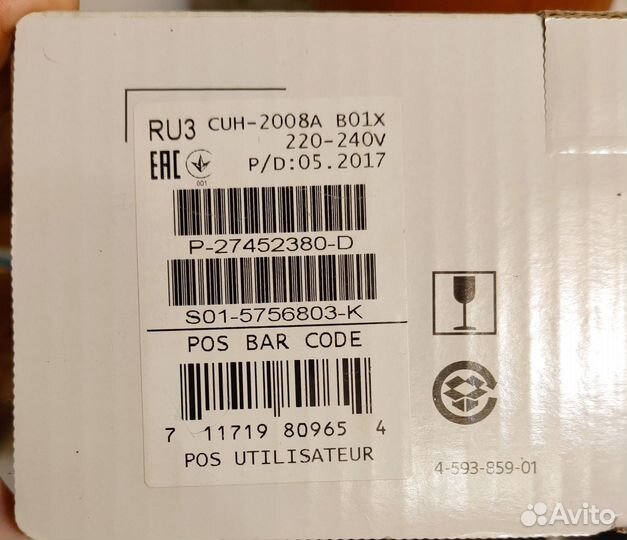 RU3 CUH-2008A B01X
220-240V
EAC 001 P/D:05.2017
P-27452380-D
S01-5756803-K
POS BAR CODE
7 11719 80965 4
POS UTILISATEUR
4-593-859-01
Avito